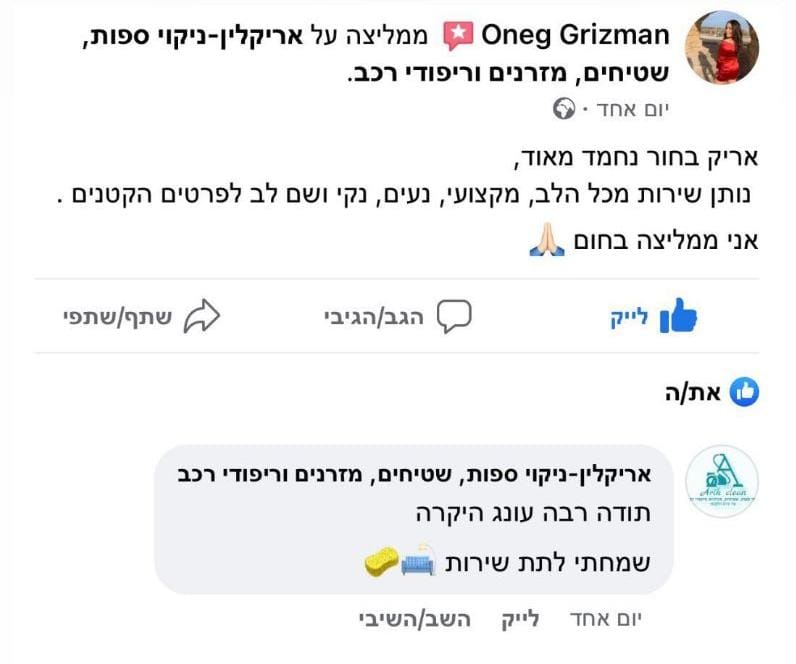 Oneg Grizman ממליצה על אריקלין-ניקוי ספות,
שטיחים, מזרנים וריפודי רכב.
יום אחד ·
אריק בחור נחמד מאוד,
נותן שירות מכל הלב, מקצועי, נעים, נקי ושם לב לפרטים הקטנים .
אני ממליצה בחום 🙏🏻
לייק
הגב/הגיבי
שתף/שתפי
את/ה
אריקלין-ניקוי ספות, שטיחים, מזרנים וריפודי רכב
תודה רבה עונג היקרה
שמחתי לתת שירות 🛋️🧽
Arik clean
יום אחד לייק השב/השיבי